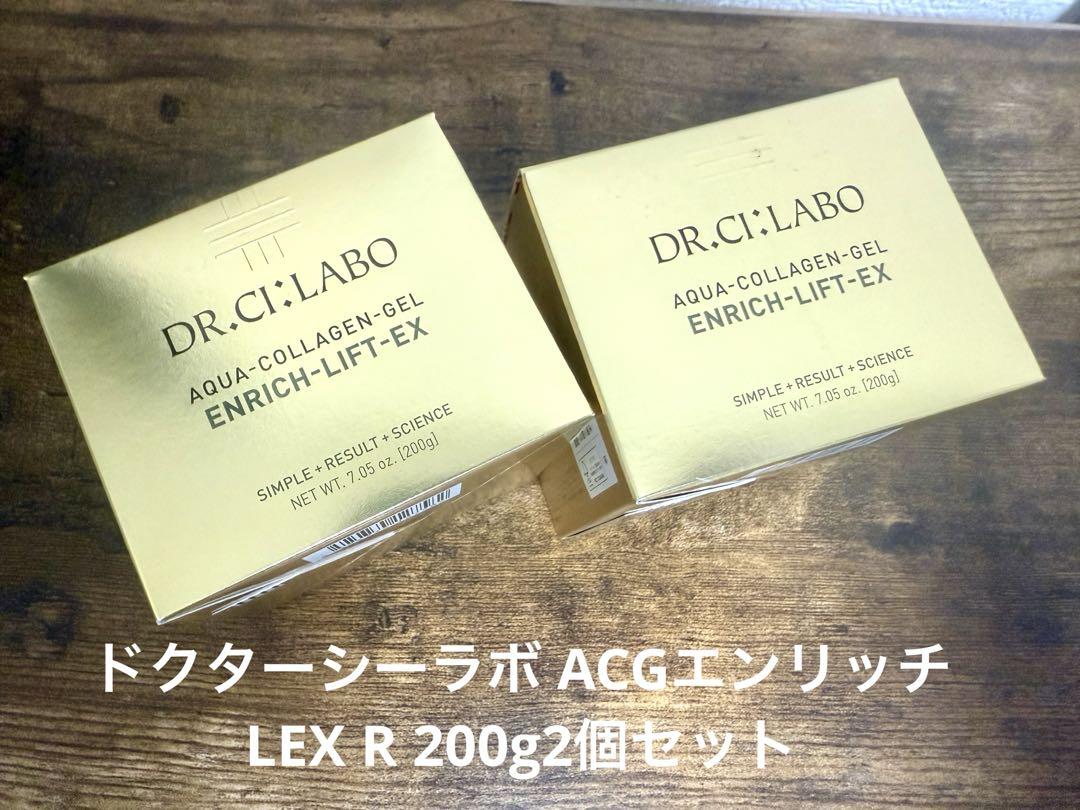 DR.CI:LABO
AQUA-COLLAGEN-GEL
ENRICH-LIFT-EX
SIMPLE + RESULT + SCIENCE
NET WT. 7.05 oz. [200g]
DR.CI:LABO
AQUA-COLLAGEN-GEL
ENRICH-LIFT-EX
SIMPLE + RESULT + SCIENCE
NET WT. 7.05 oz. [200g]
ドクターシーラボ ACGエンリッチ
LEX R 200g2個セット